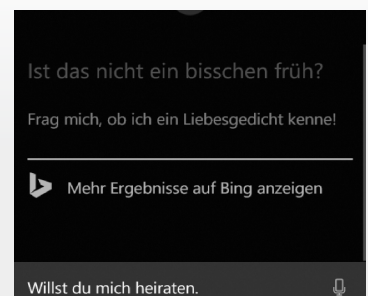 Ist das nicht ein bisschen früh?
Frag mich, ob ich ein Liebesgedicht kenne!
Mehr Ergebnisse auf Bing anzeigen
Willst du mich heiraten.